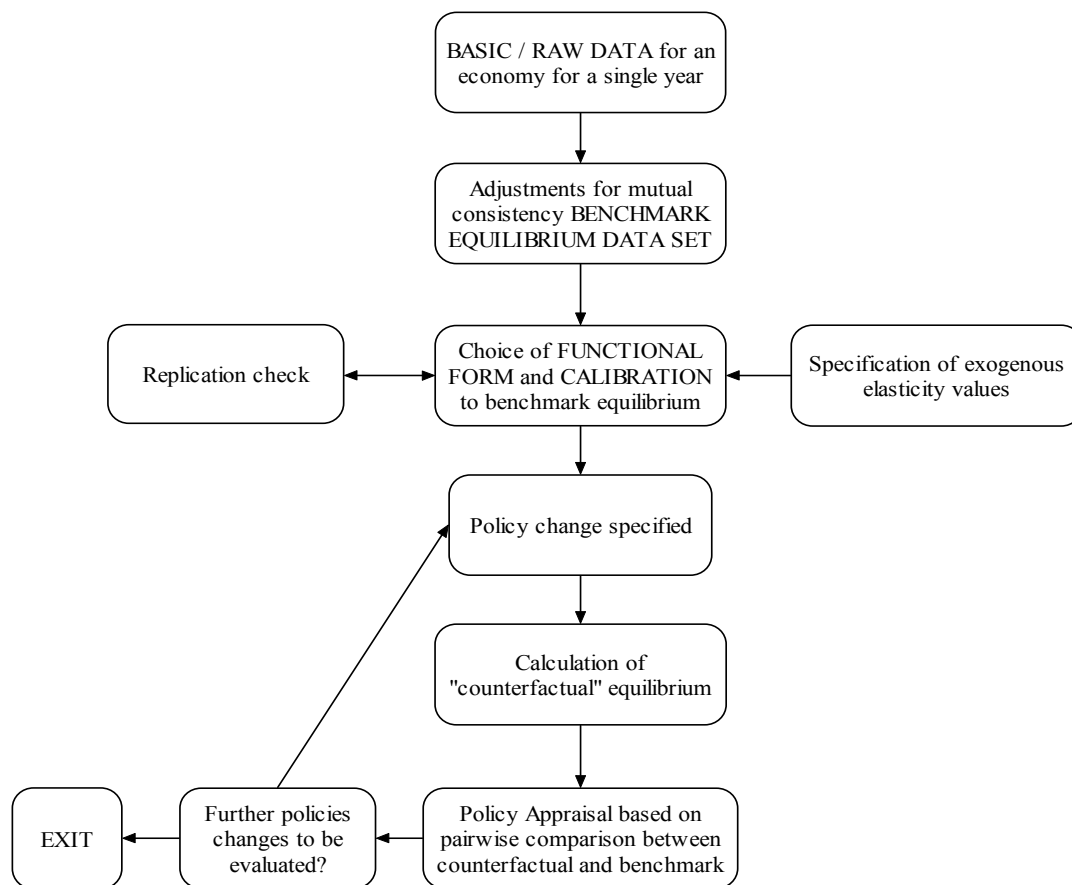 BASIC / RAW DATA for an
economy for a single year
Adjustments for mutual
consistency BENCHMARK
EQUILIBRIUM DATA SET
Replication check
Choice of FUNCTIONAL
FORM and CALIBRATION
to benchmark equilibrium
Specification of exogenous
elasticity values
Policy change specified
Calculation of
"counterfactual" equilibrium
EXIT
Further policies
changes to be
evaluated?
Policy Appraisal based on
pairwise comparison between
counterfactual and benchmark